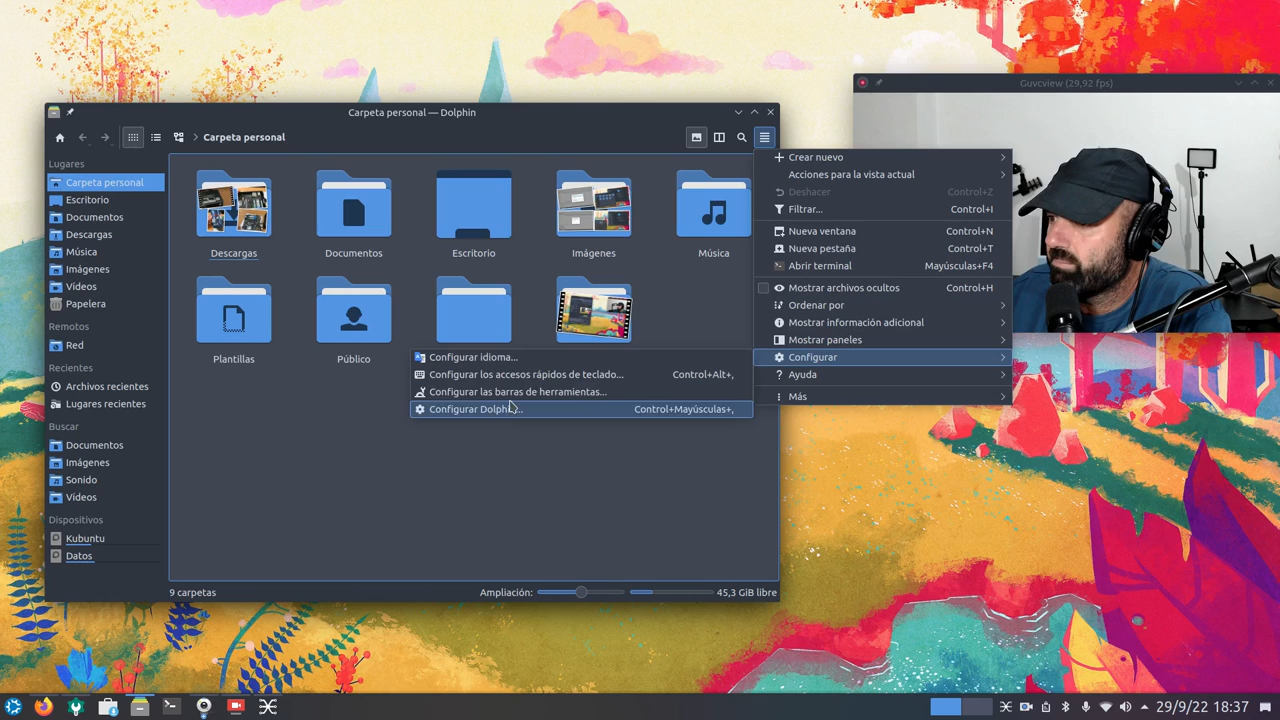 Guvcview (29,92 fps)
Carpeta personal — Dolphin
Carpeta personal
Lugares
Carpeta personal
Escritorio
Documentos
Descargas
Música
Imágenes
Vídeos
Papelera
Remotos
Red
Recientes
Archivos recientes
Lugares recientes
Buscar
Documentos
Imágenes
Sonido
Vídeos
Dispositivos
Kubuntu
Datos
Descargas
Documentos
Escritorio
Imágenes
Música
Plantillas
Público
Crear nuevo
Acciones para la vista actual
Deshacer Control+Z
Filtrar... Control+I
Nueva ventana Control+N
Nueva pestaña Control+T
Abrir terminal Mayúsculas+F4
Mostrar archivos ocultos Control+H
Ordenar por
Mostrar información adicional
Mostrar paneles
Configurar
Ayuda
Más
Configurar idioma...
Configurar los accesos rápidos de teclado... Control+Alt+,
Configurar las barras de herramientas...
Configurar Control+Mayúsculas+,
9 carpetas
Ampliación:
45,3 GiB libre
29/9/22 18:37